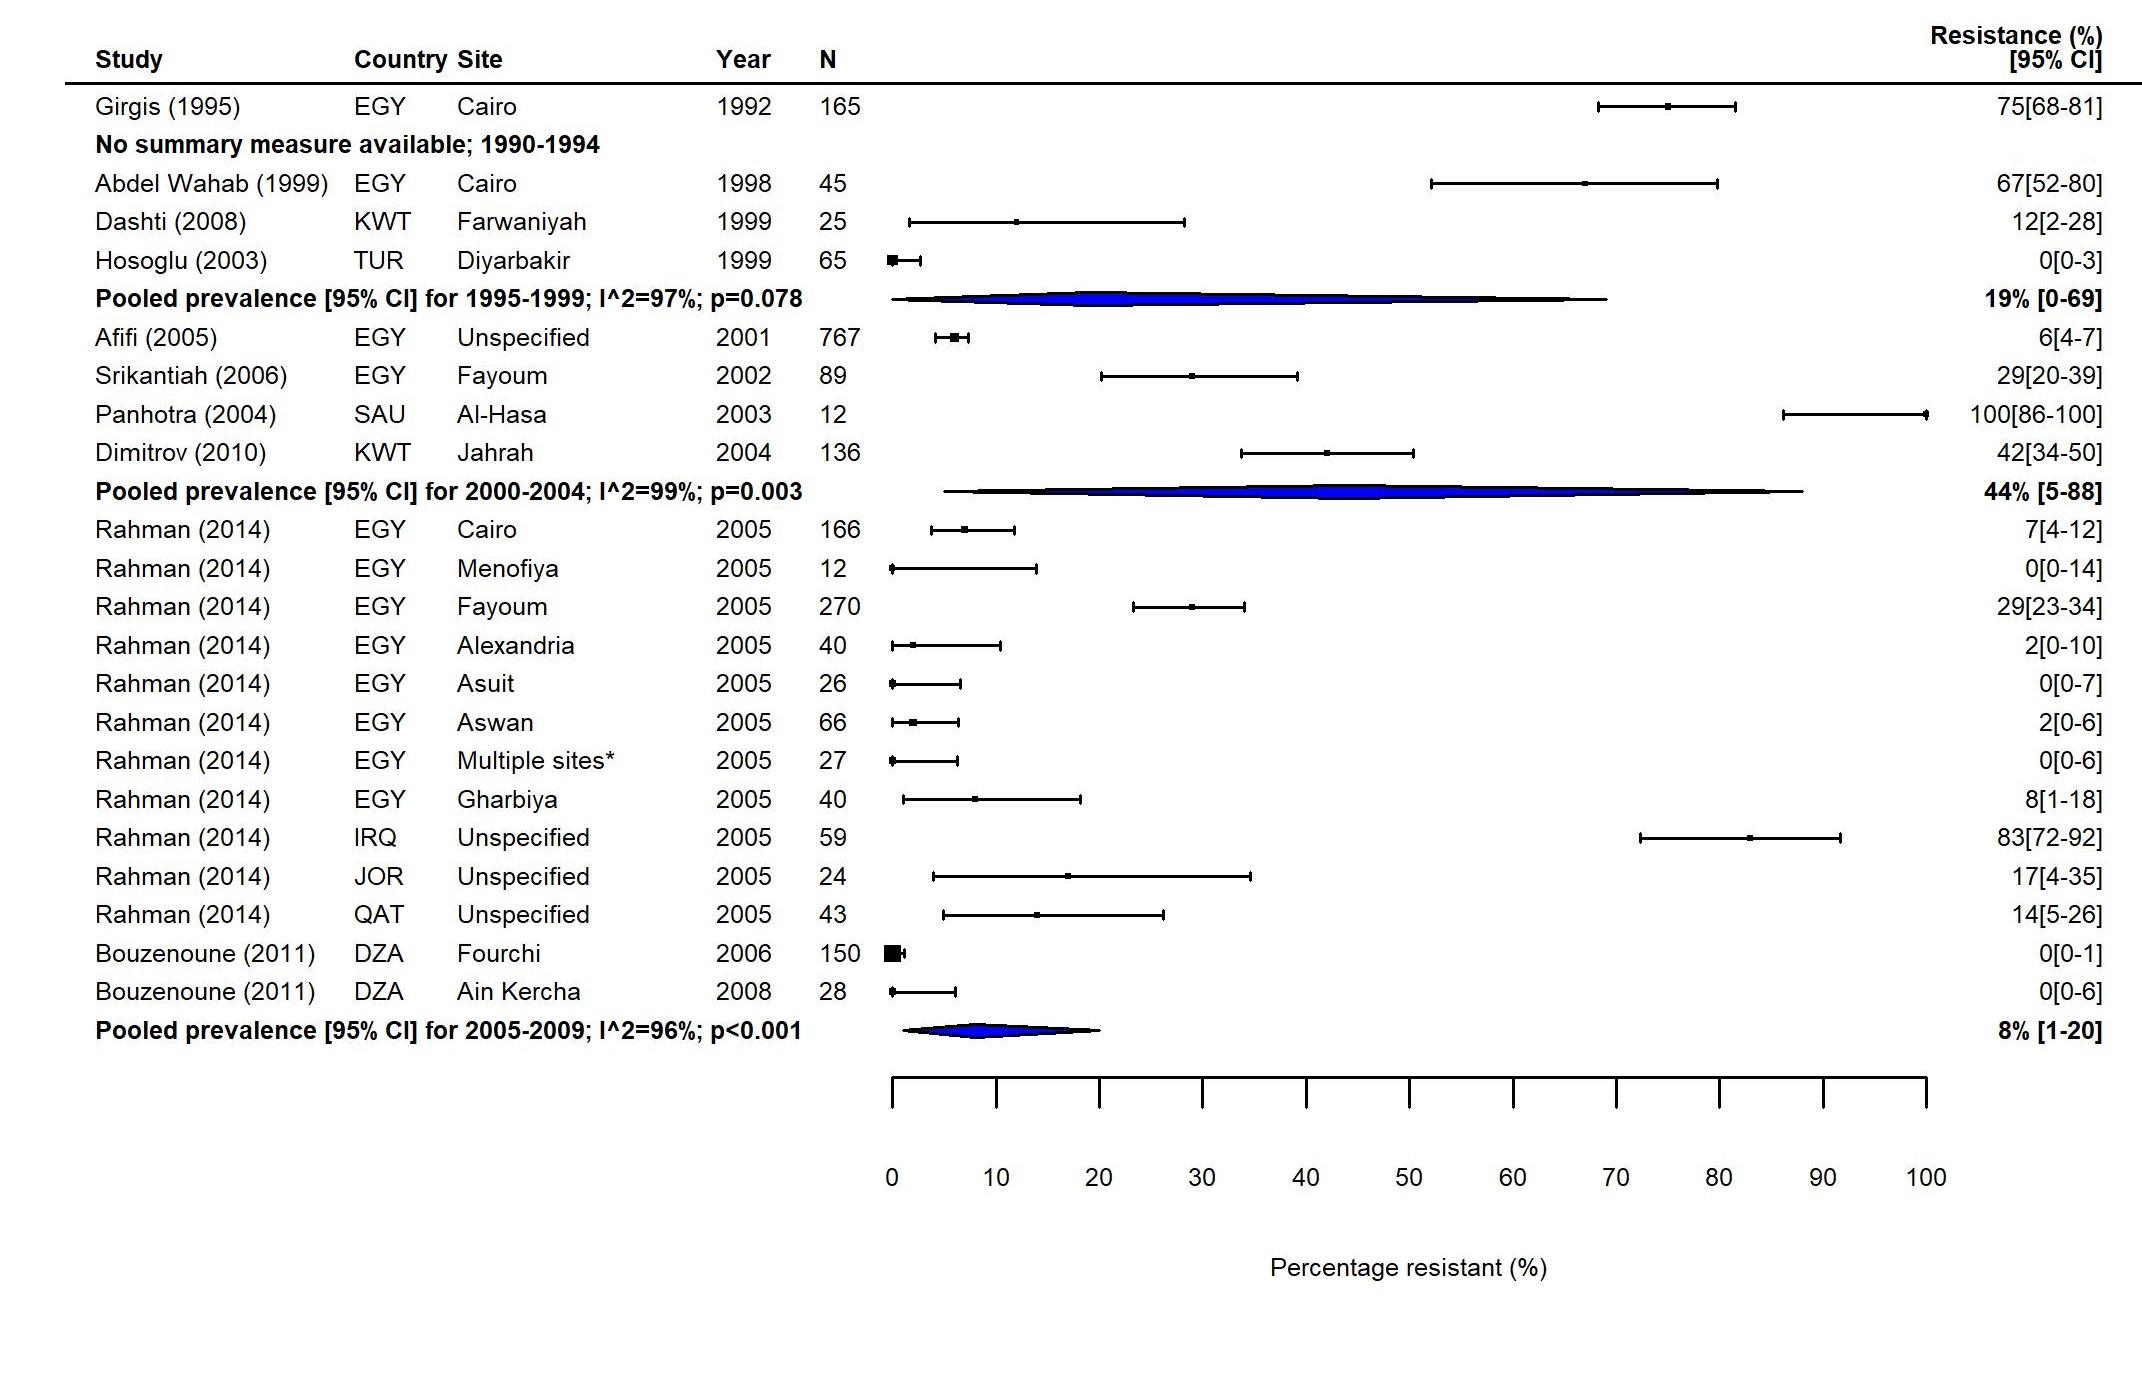 Resistance (%)
Study Country Site Year N [95% CI]
Girgis (1995) EGY Cairo 1992 165 75[68-81]
No summary measure available; 1990-1994
Abdel Wahab (1999) EGY Cairo 1998 45 67[52-80]
Dashti (2008) KWT Farwaniyah 1999 25 12[2-28]
Hosoglu (2003) TUR Diyarbakir 1999 65 0[0-3]
Pooled prevalence [95% CI] for 1995-1999; I^2=97%; p=0.078 19% [0-69]
Afifi (2005) EGY Unspecified 2001 767 6[4-7]
Srikantiah (2006) EGY Fayoum 2002 89 29[20-39]
Panhotra (2004) SAU Al-Hasa 2003 12 100[86-100]
Dimitrov (2010) KWT Jahrah 2004 136 42[34-50]
Pooled prevalence [95% CI] for 2000-2004; I^2=99%; p=0.003 44% [5-88]
Rahman (2014) EGY Cairo 2005 166 7[4-12]
Rahman (2014) EGY Menofiya 2005 12 0[0-14]
Rahman (2014) EGY Fayoum 2005 270 29[23-34]
Rahman (2014) EGY Alexandria 2005 40 2[0-10]
Rahman (2014) EGY Asuit 2005 26 0[0-7]
Rahman (2014) EGY Aswan 2005 66 2[0-6]
Rahman (2014) EGY Multiple sites* 2005 27 0[0-6]
Rahman (2014) EGY Gharbiya 2005 40 8[1-18]
Rahman (2014) IRQ Unspecified 2005 59 83[72-92]
Rahman (2014) JOR Unspecified 2005 24 17[4-35]
Rahman (2014) QAT Unspecified 2005 43 14[5-26]
Bouzenoune (2011) DZA Fourchi 2006 150 0[0-1]
Bouzenoune (2011) DZA Ain Kercha 2008 28 0[0-6]
Pooled prevalence [95% CI] for 2005-2009; I^2=96%; p<0.001 8% [1-20]
0 10 20 30 40 50 60 70 80 90 100
Percentage resistant (%)